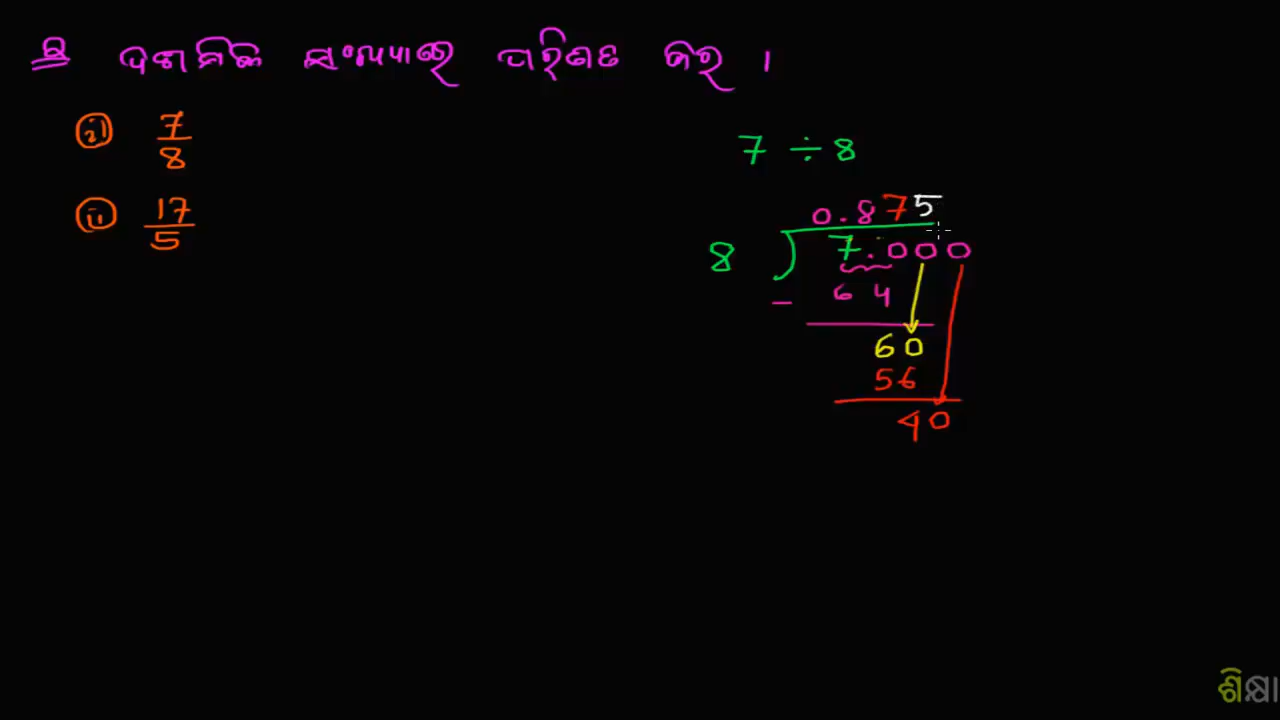 ଛ ଦଶମିକ ସଂଖ୍ୟାରେ ପରିଣତ କର ।
i) 7/8
ii) 17/5
7 ÷ 8
0.875
8 ) 7.000
- 64
60
56
40
ଶିକ୍ଷା